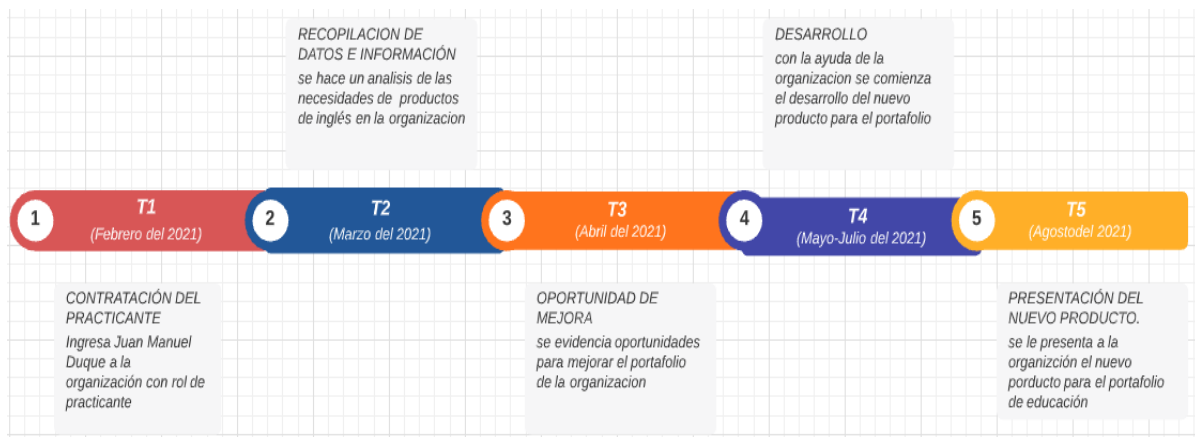 RECOPILACION DE
DATOS E INFORMACIÓN
se hace un analisis de las
necesidades de productos
de inglés en la organizacion
DESARROLLO
con la ayuda de la
organizacion se comienza
el desarrollo del nuevo
producto para el portafolio
1
T1
(Febrero del 2021)
2
T2
(Marzo del 2021)
3
T3
(Abril del 2021)
4
T4
(Mayo-Julio del 2021)
5
T5
(Agostodel 2021)
CONTRATACIÓN DEL
PRACTICANTE
Ingresa Juan Manuel
Duque a la
organización con rol de
practicante
OPORTUNIDAD DE
MEJORA
se evidencia oportunidades
para mejorar el portafolio
de la organizacion
PRESENTACIÓN DEL
NUEVO PRODUCTO.
se le presenta a la
organizción el nuevo
porducto para el portafolio
de educación